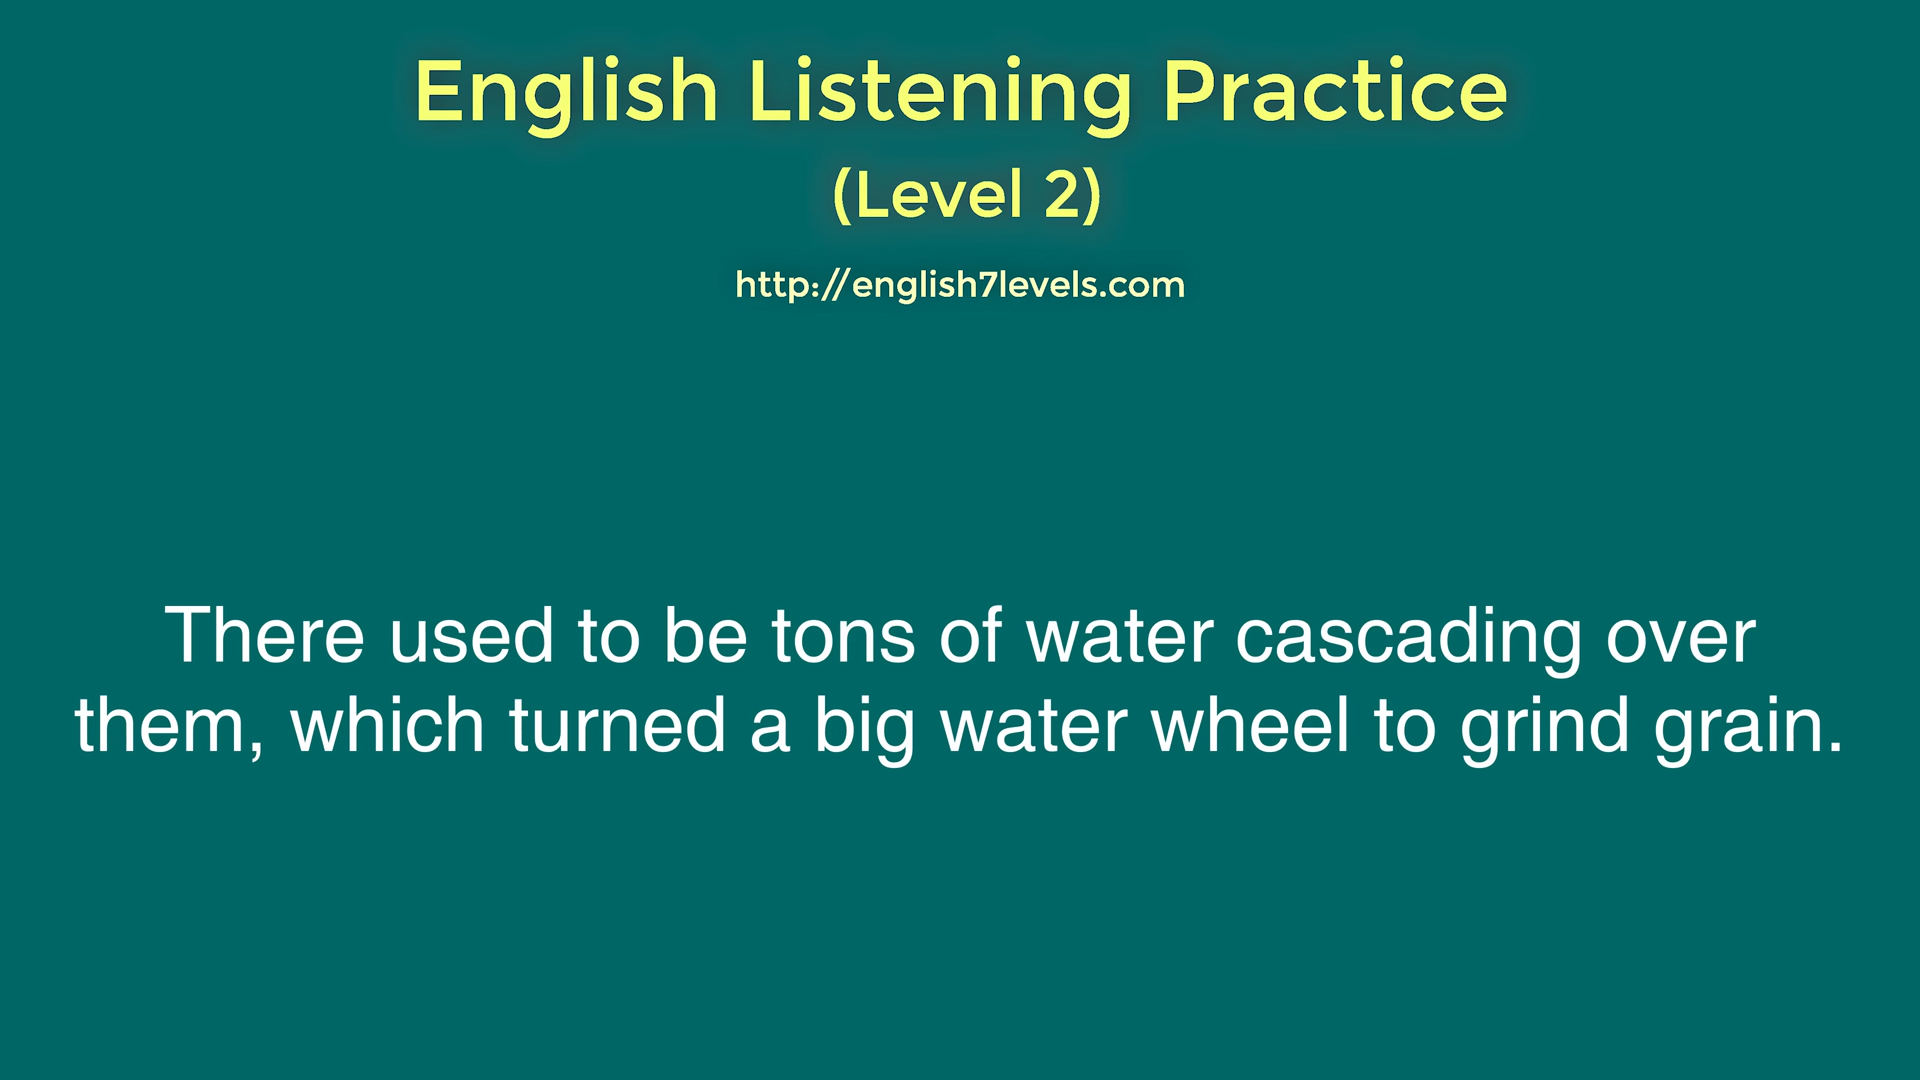 English Listening Practice
(Level 2)
http://english7levels.com
There used to be tons of water cascading over
them, which turned a big water wheel to grind grain.